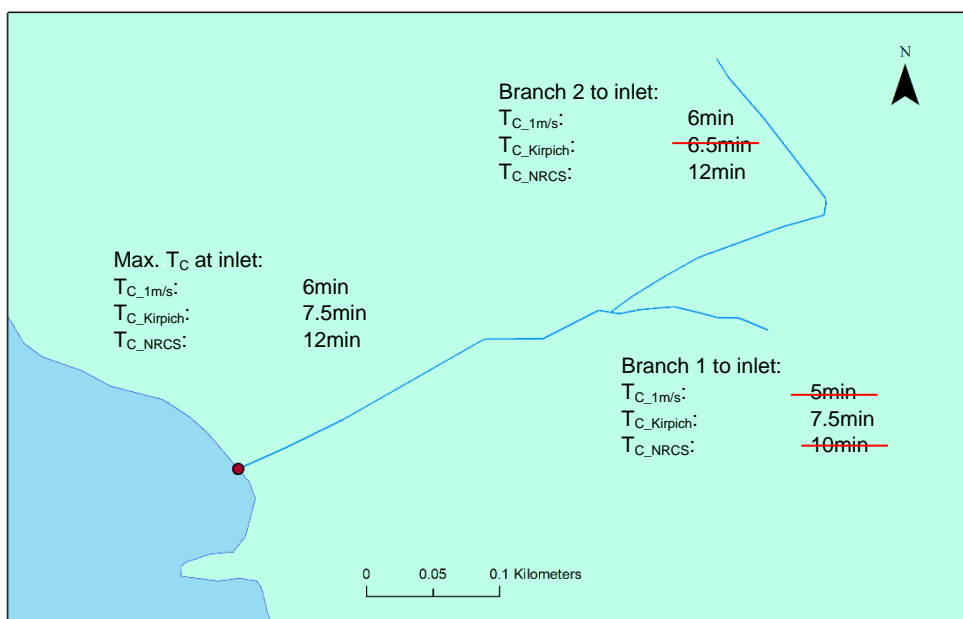 N
Branch 2 to inlet:
T_C_1m/s: 6min
T_C_Kirpich: 6.5min
T_C_NRCS: 12min
Max. T_C at inlet:
T_C_1m/s: 6min
T_C_Kirpich: 7.5min
T_C_NRCS: 12min
Branch 1 to inlet:
T_C_1m/s: 5min
T_C_Kirpich: 7.5min
T_C_NRCS: 10min
0 0.05 0.1 Kilometers